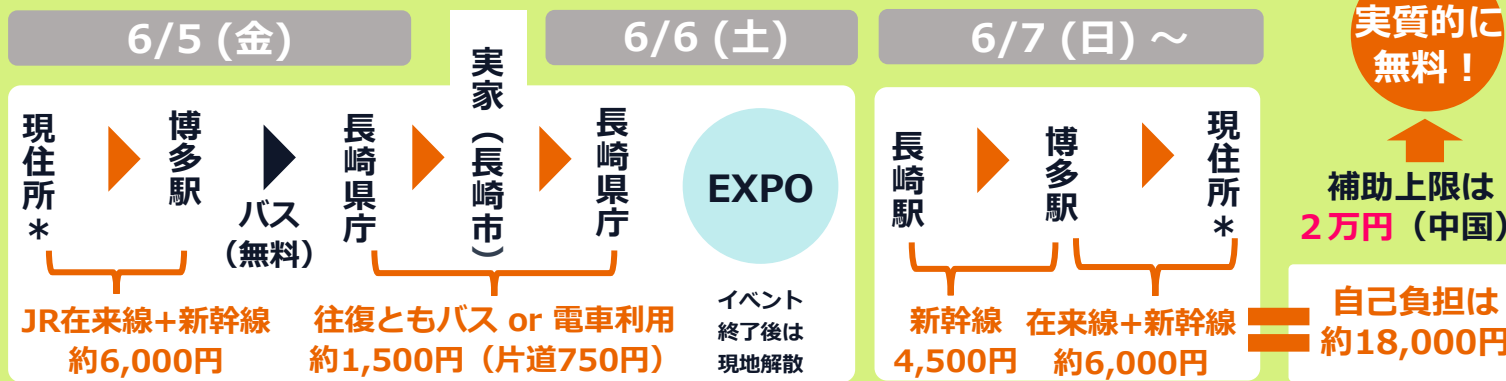 6/5 (金)
現住所*
博多駅
バス
(無料)
長崎県庁
JR在来線+新幹線
約6,000円
実家(長崎市)
6/6 (土)
長崎県庁
往復ともバス or 電車利用
約1,500円(片道750円)
EXPO
イベント
終了後は
現地解散
6/7 (日) ~
長崎駅
博多駅
現住所*
新幹線
4,500円
在来線+新幹線
約6,000円
実質的に
無料!
補助上限は
2万円(中国)
自己負担は
約18,000円